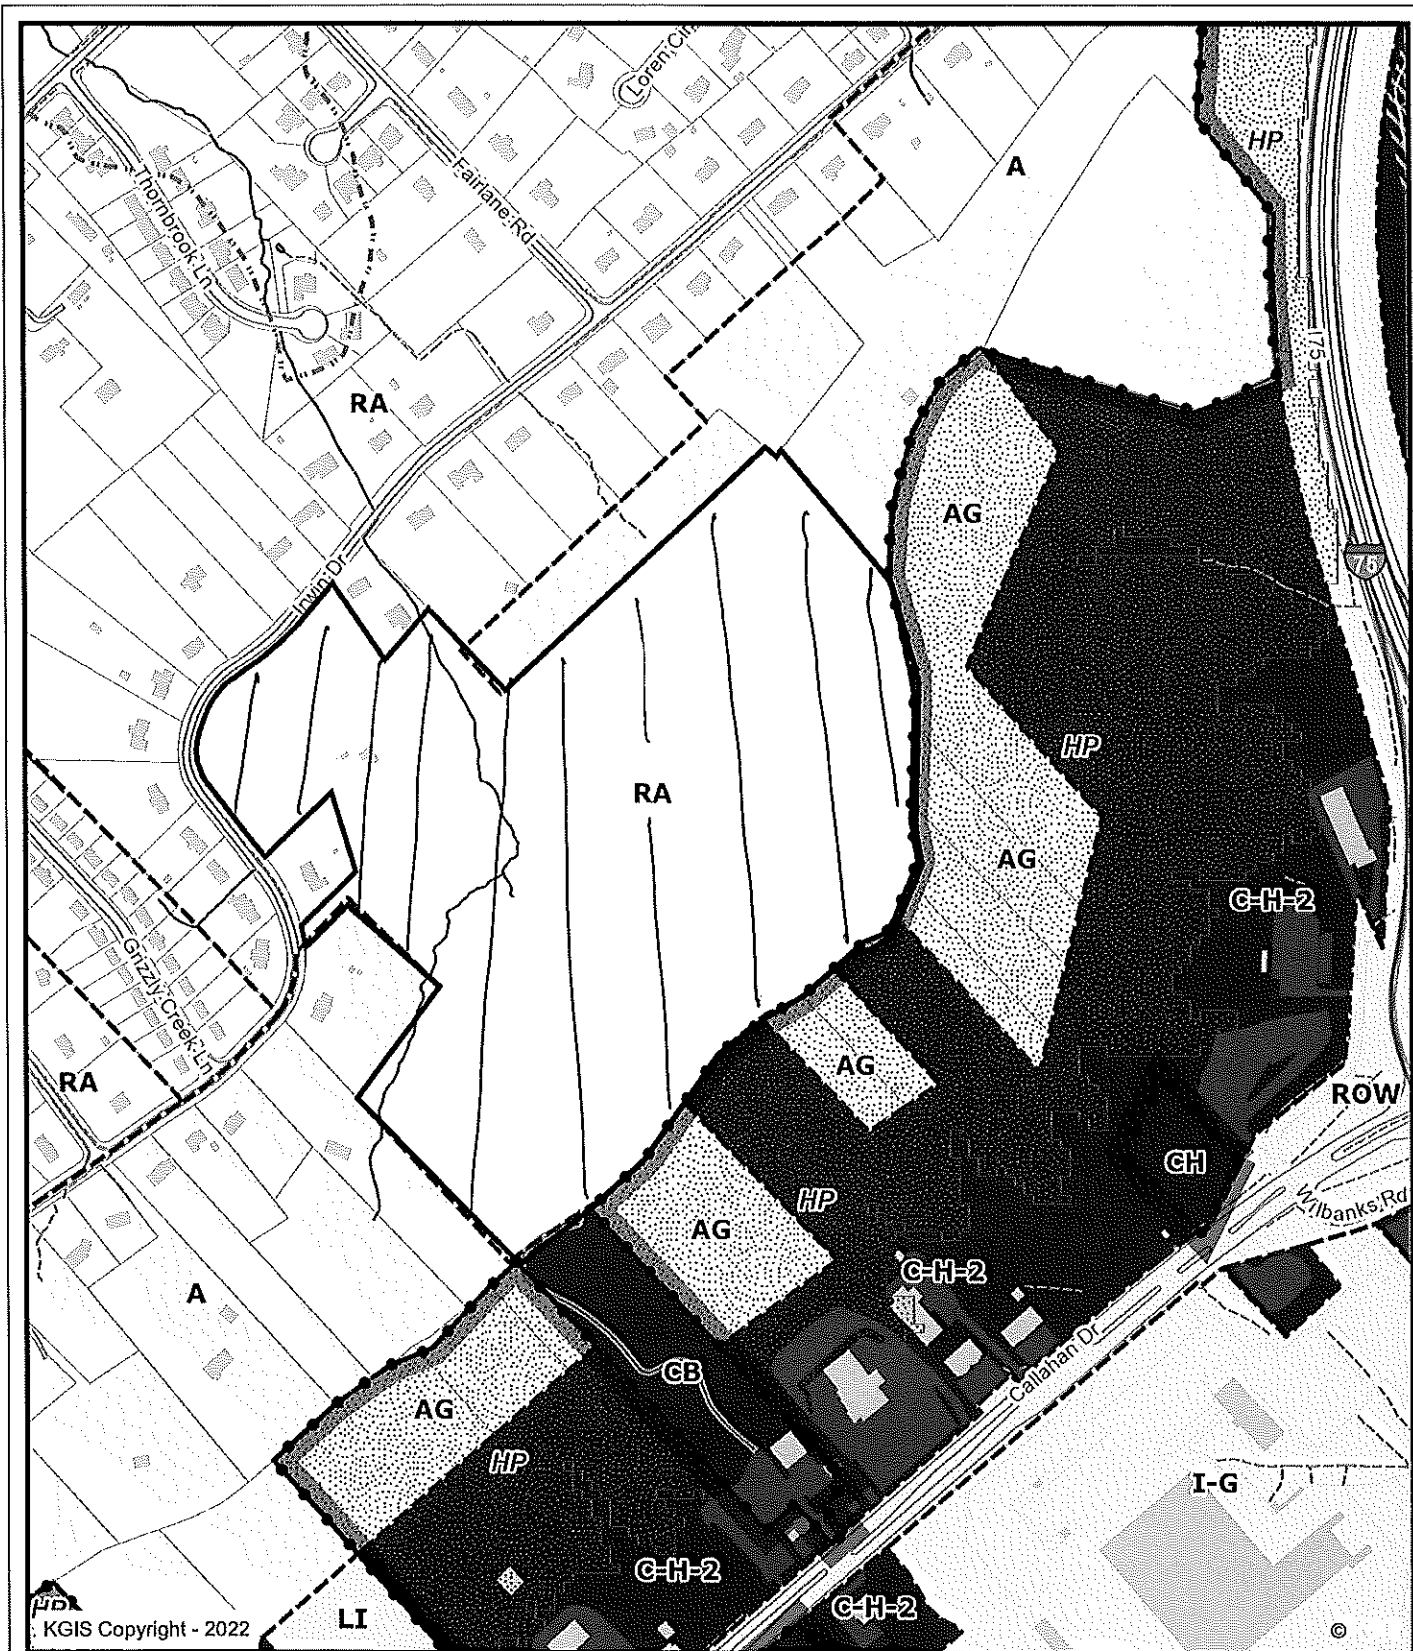 Loren Cir
HP
A
Fairlane Rd
Thornbrook Ln
I75
RA
AG
75
Irwin Dr
HP
RA
AG
C-H-2
Grizzly Creek Ln
AG
RA
ROW
CH
HP
Wilbanks Rd
AG
C-H-2
A
Callahan Dr
CB
AG
HP
I-G
C-H-2
HP
C-H-2
LI
KGIS Copyright - 2022
©